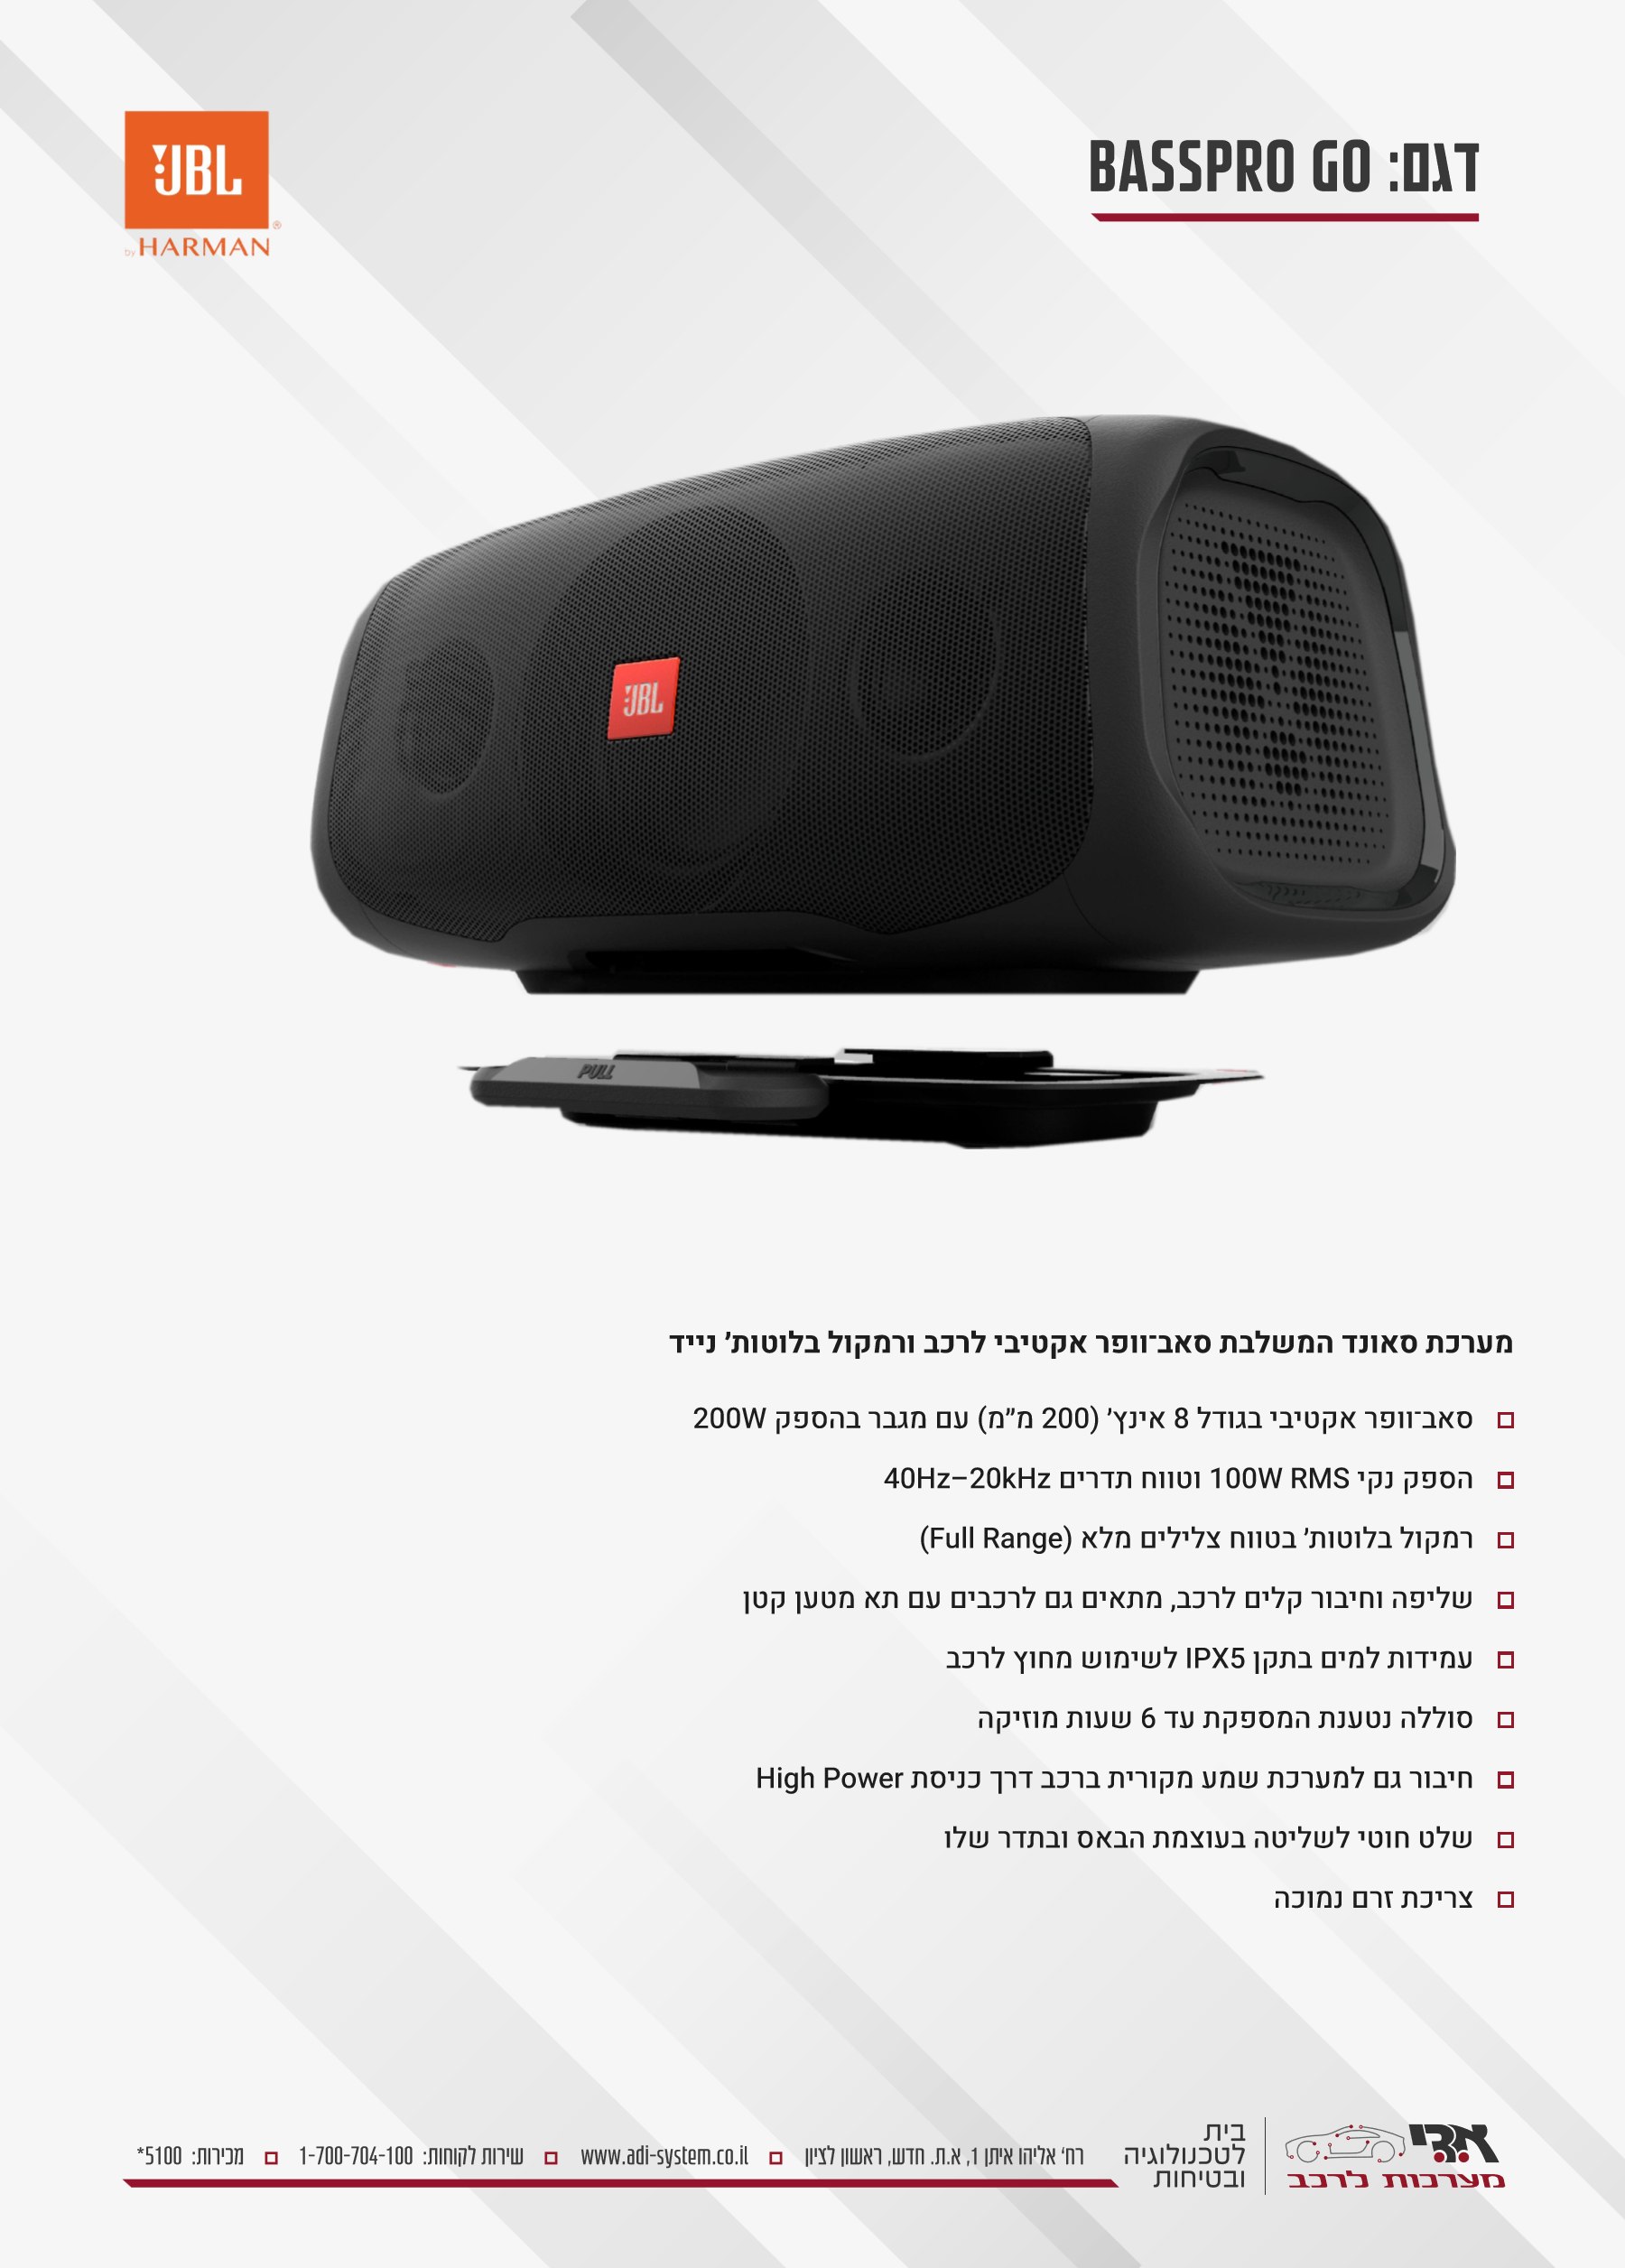 JBL
by HARMAN
דגם: BASSPRO GO
JBL
PULL
מערכת סאונד המשלבת סאב־וופר אקטיבי לרכב ורמקול בלוטות׳ נייד
סאב־וופר אקטיבי בגודל 8 אינץ׳ (200 מ״מ) עם מגבר בהספק 200W
הספק נקי 100W RMS וטווח תדרים 40Hz–20kHz
רמקול בלוטות׳ בטווח צלילים מלא (Full Range)
שליפה וחיבור קלים לרכב, מתאים גם לרכבים עם תא מטען קטן
עמידות למים בתקן IPX5 לשימוש מחוץ לרכב
סוללה נטענת המספקת עד 6 שעות מוזיקה
חיבור גם למערכת שמע מקורית ברכב דרך כניסת High Power
שלט חוטי לשליטה בעוצמת הבאס ובתדר שלו
צריכת זרם נמוכה
אדי
מערכות לרכב
בית
לטכנולוגיה
ובטיחות
רח׳ אליהו איתן 1, א.ת. חדש, ראשון לציון www.adi-system.co.il שירות לקוחות: 1-700-704-100 מכירות: 5100*